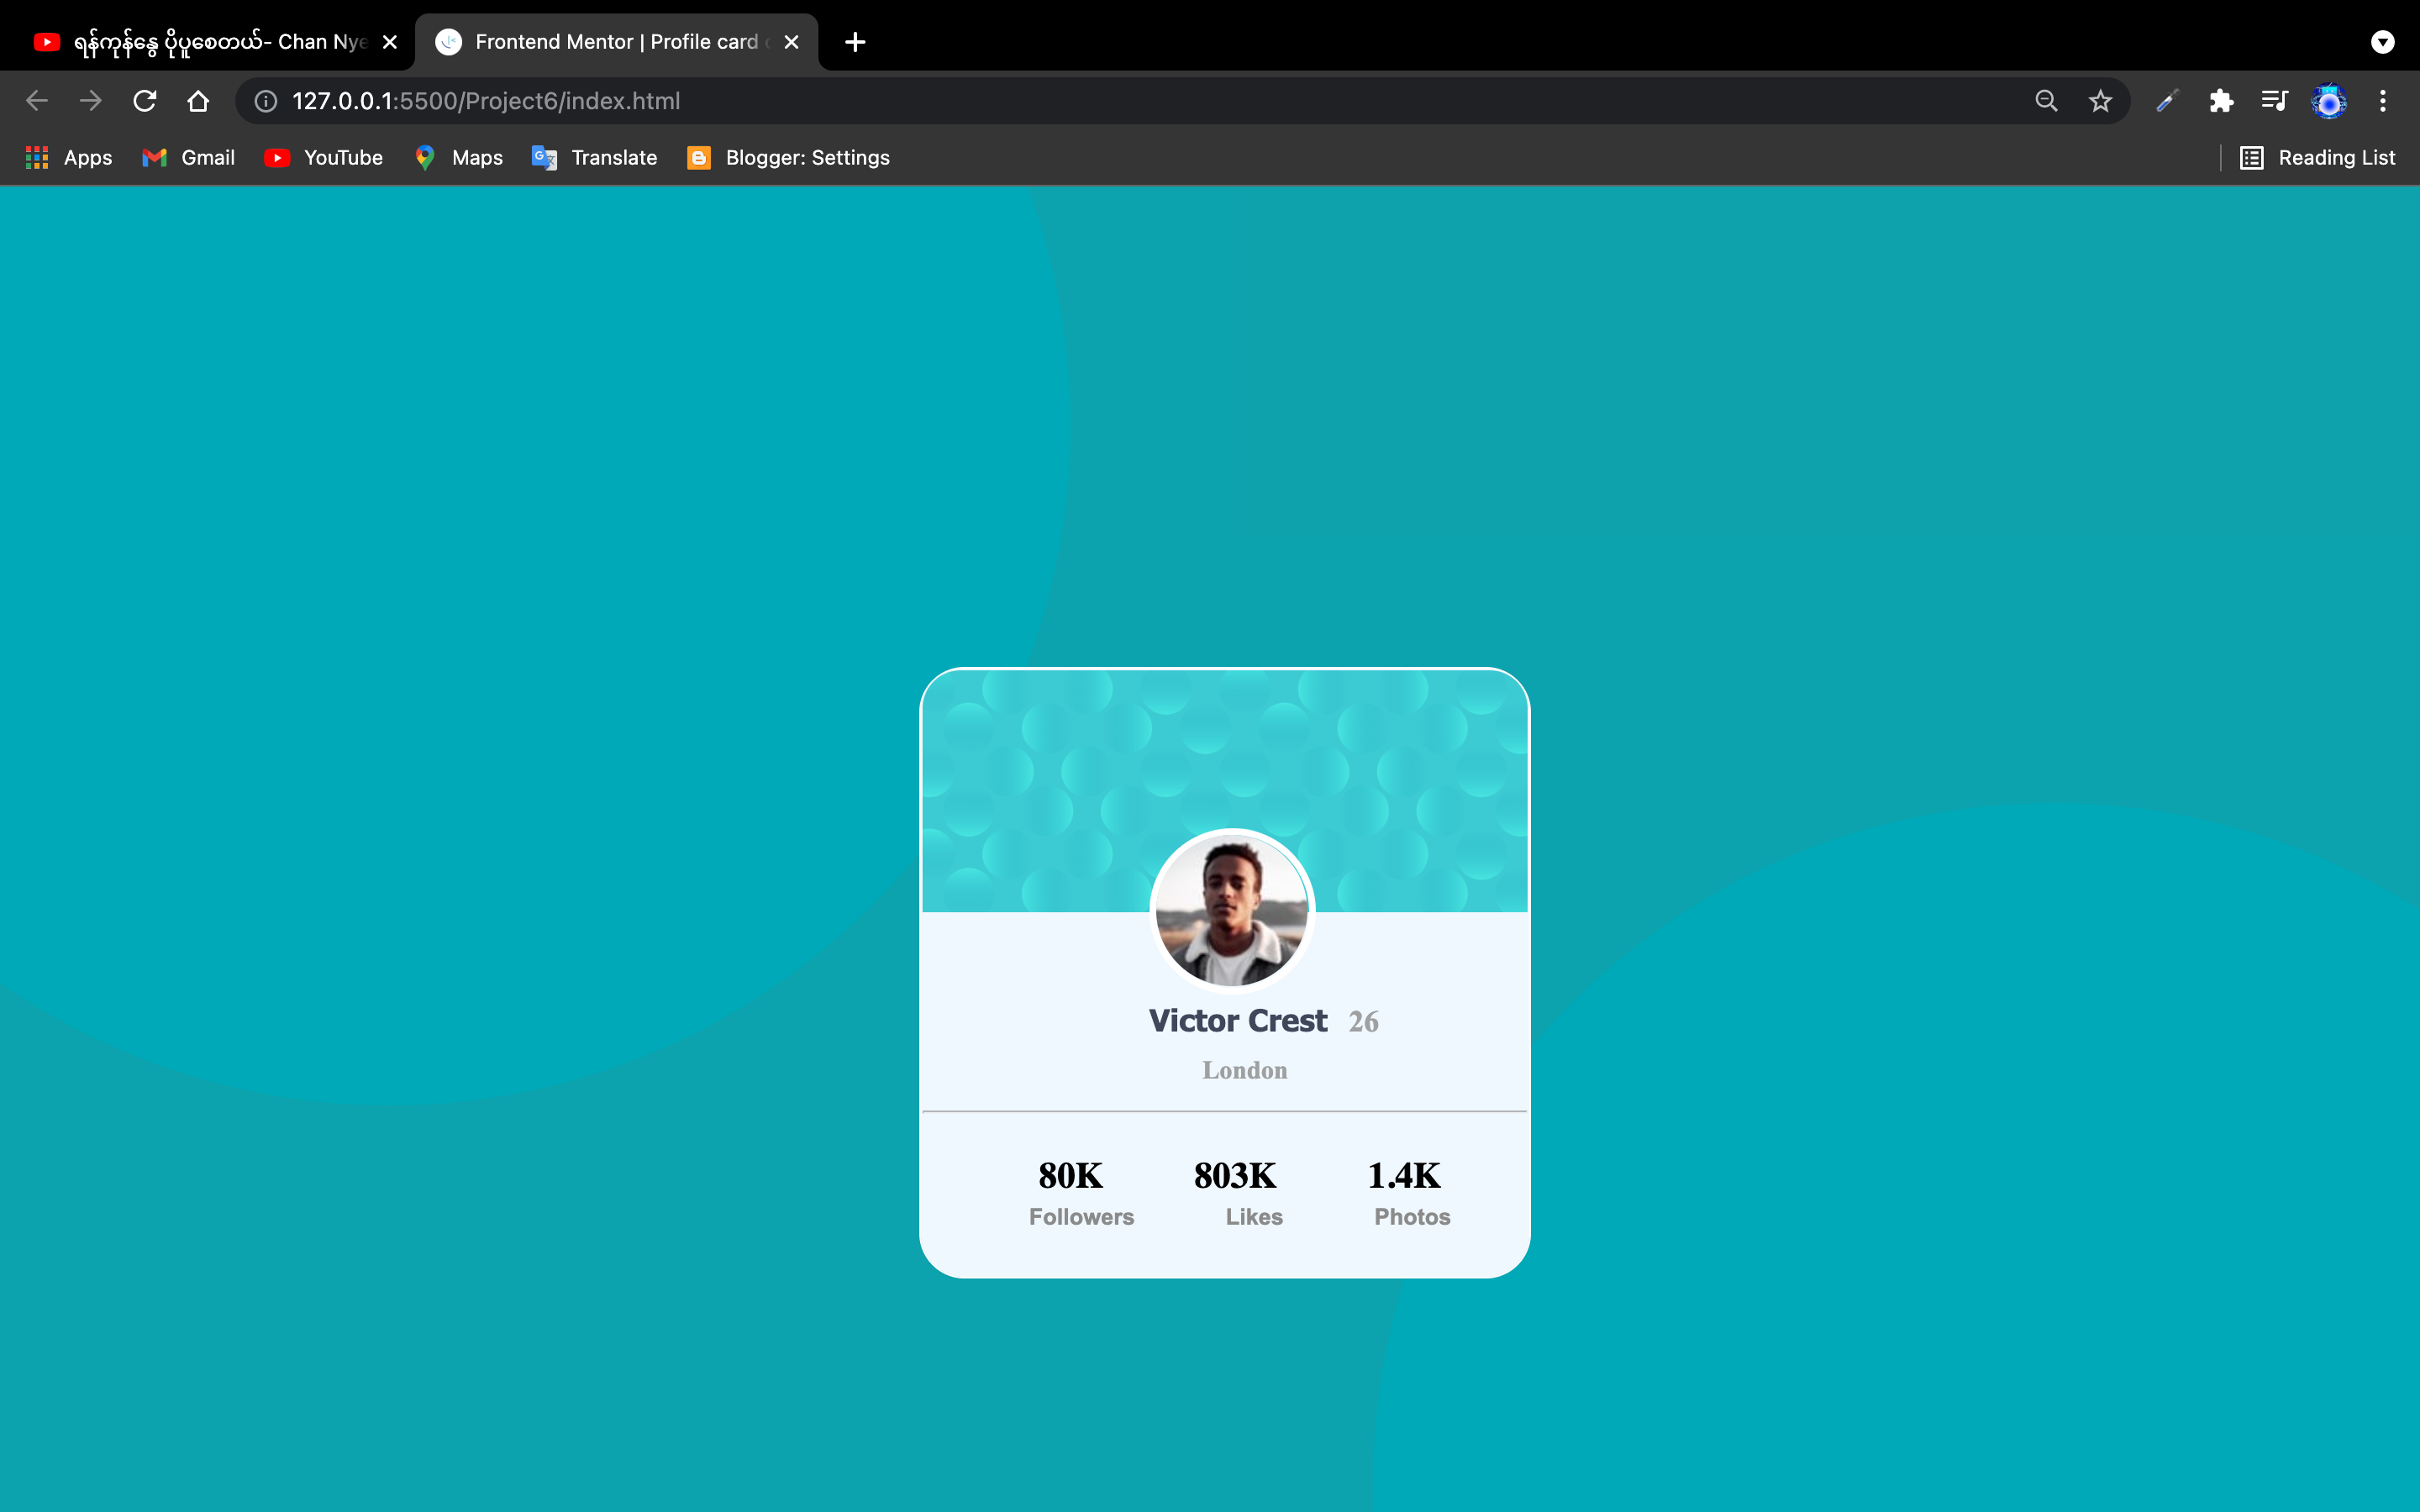 ရန်ကုန်နွေ ပိုပူစေတယ်- Chan Nye
Frontend Mentor | Profile card
127.0.0.1:5500/Project6/index.html
Apps
Gmail
YouTube
Maps
Translate
Blogger: Settings
Reading List
Victor Crest 26
London
80K 803K 1.4K
Followers Likes Photos